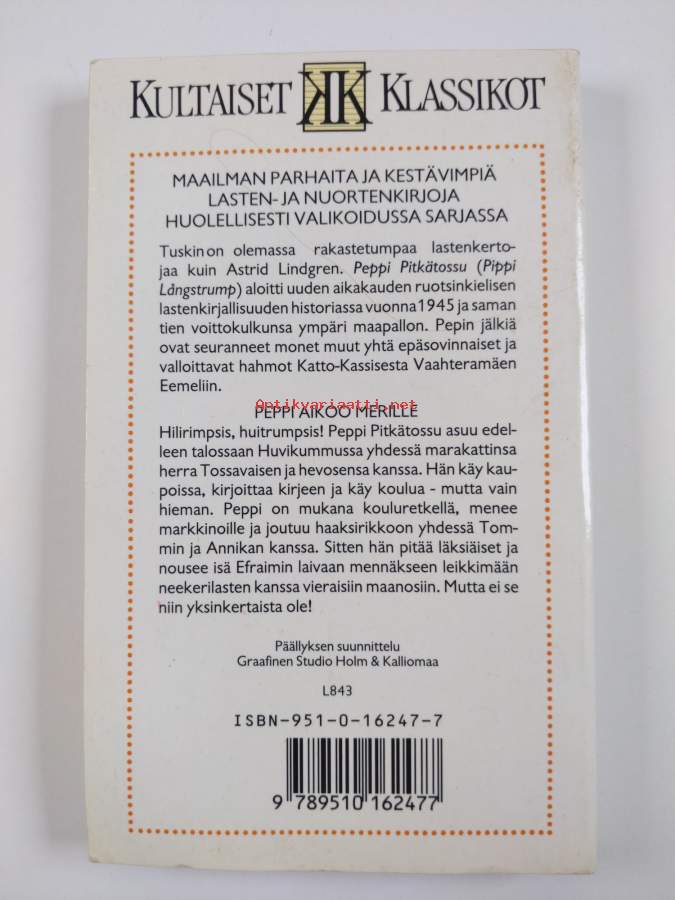 KULTAISET KK KLASSIKOT
MAAILMAN PARHAITA JA KESTÄVIMPIÄ
LASTEN- JA NUORTENKIRJOJA
HUOLELLISESTI VALIKOIDUSSA SARJASSA
Tuskin on olemassa rakastetumpaa lastenkerto-
jaa kuin Astrid Lindgren. Peppi Pitkätossu (Pippi
Långstrump) aloitti uuden aikakauden ruotsinkielisen
lastenkirjallisuuden historiassa vuonna 1945 ja saman
tien voittokulkunsa ympäri maapallon. Pepin jälkiä
ovat seuranneet monet muut yhtä epäsovinnaiset ja
valloittavat hahmot Katto-Kassisesta Vaahteramäen
Eemeliin.
Antikvariaatti.net
PEPPI AIKOO MERILLE
Hilirimpsis, huitrumpsis! Peppi Pitkätossu asuu edel-
leen talossaan Huvikummussa yhdessä marakattinsa
herra Tossavaisen ja hevosensa kanssa. Hän käy kau-
poissa, kirjoittaa kirjeen ja käy koulua - mutta vain
hieman. Peppi on mukana kouluretkellä, menee
markkinoille ja joutuu haaksirikkoon yhdessä Tom-
min ja Annikan kanssa. Sitten hän pitää läksiäiset ja
nousee isä Efraimin laivaan mennäkseen leikkimään
neekerilasten kanssa vieraisiin maanosiin. Mutta ei se
niin yksinkertaista ole!
Päällyksen suunnittelu
Graafinen Studio Holm & Kalliomaa
L843
ISBN-951-0-16247-7
9 789510 162477